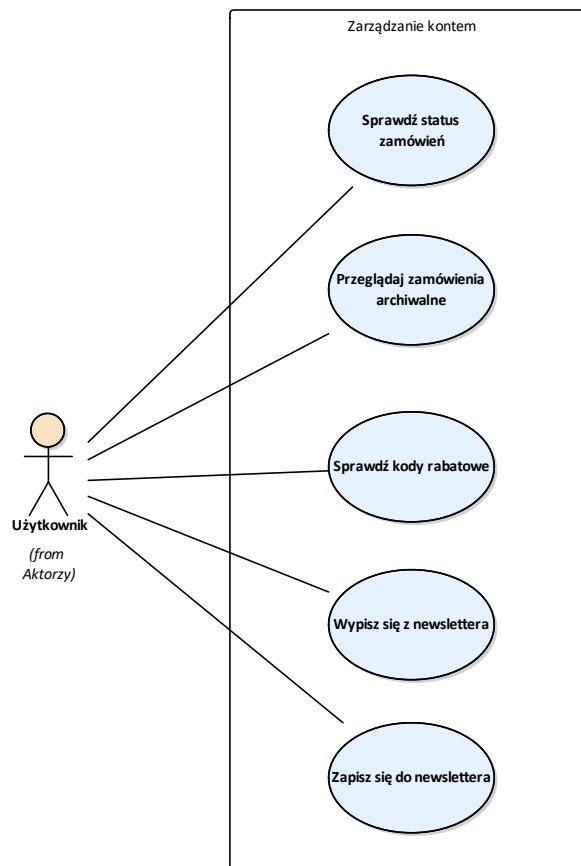 Zarządzanie kontem
Sprawdź status
zamówień
Przeglądaj zamówienia
archiwalne
Sprawdź kody rabatowe
Użytkownik
(from
Aktorzy)
Wypisz się z newslettera
Zapisz się do newslettera